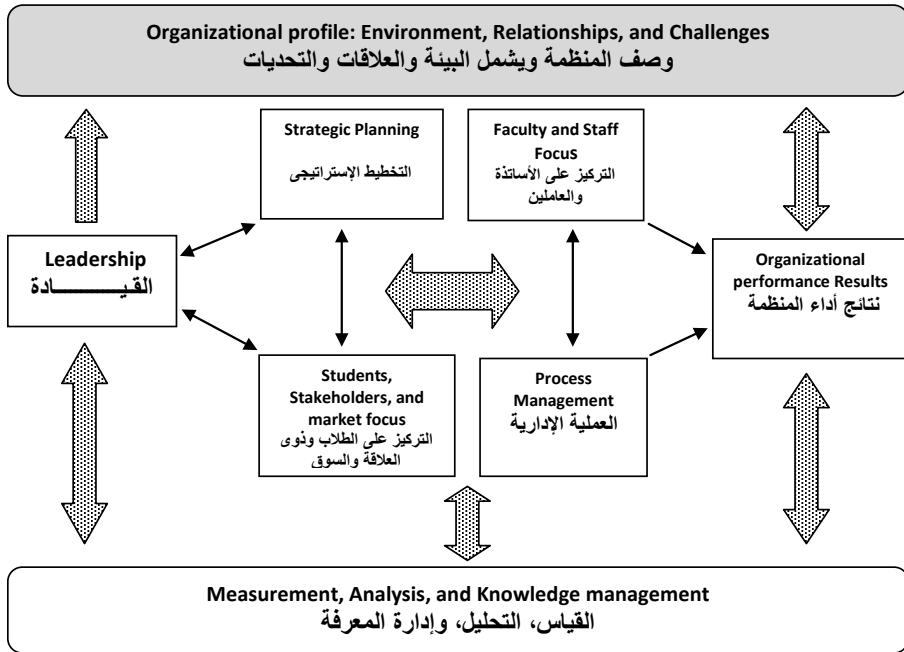 Organizational profile: Environment, Relationships, and Challenges
وصف المنظمة ويشمل البيئة والعلاقات والتحديات
Strategic Planning
التخطيط الإستراتيجى
Faculty and Staff
Focus
التركيز على الأساتذة
والعاملين
Leadership
القيـــــــــــادة
Organizational
performance Results
نتائج أداء المنظمة
Students,
Stakeholders, and
market focus
التركيز على الطلاب وذوى
العلاقة والسوق
Process
Management
العملية الإدارية
Measurement, Analysis, and Knowledge management
القياس، التحليل، وإدارة المعرفة